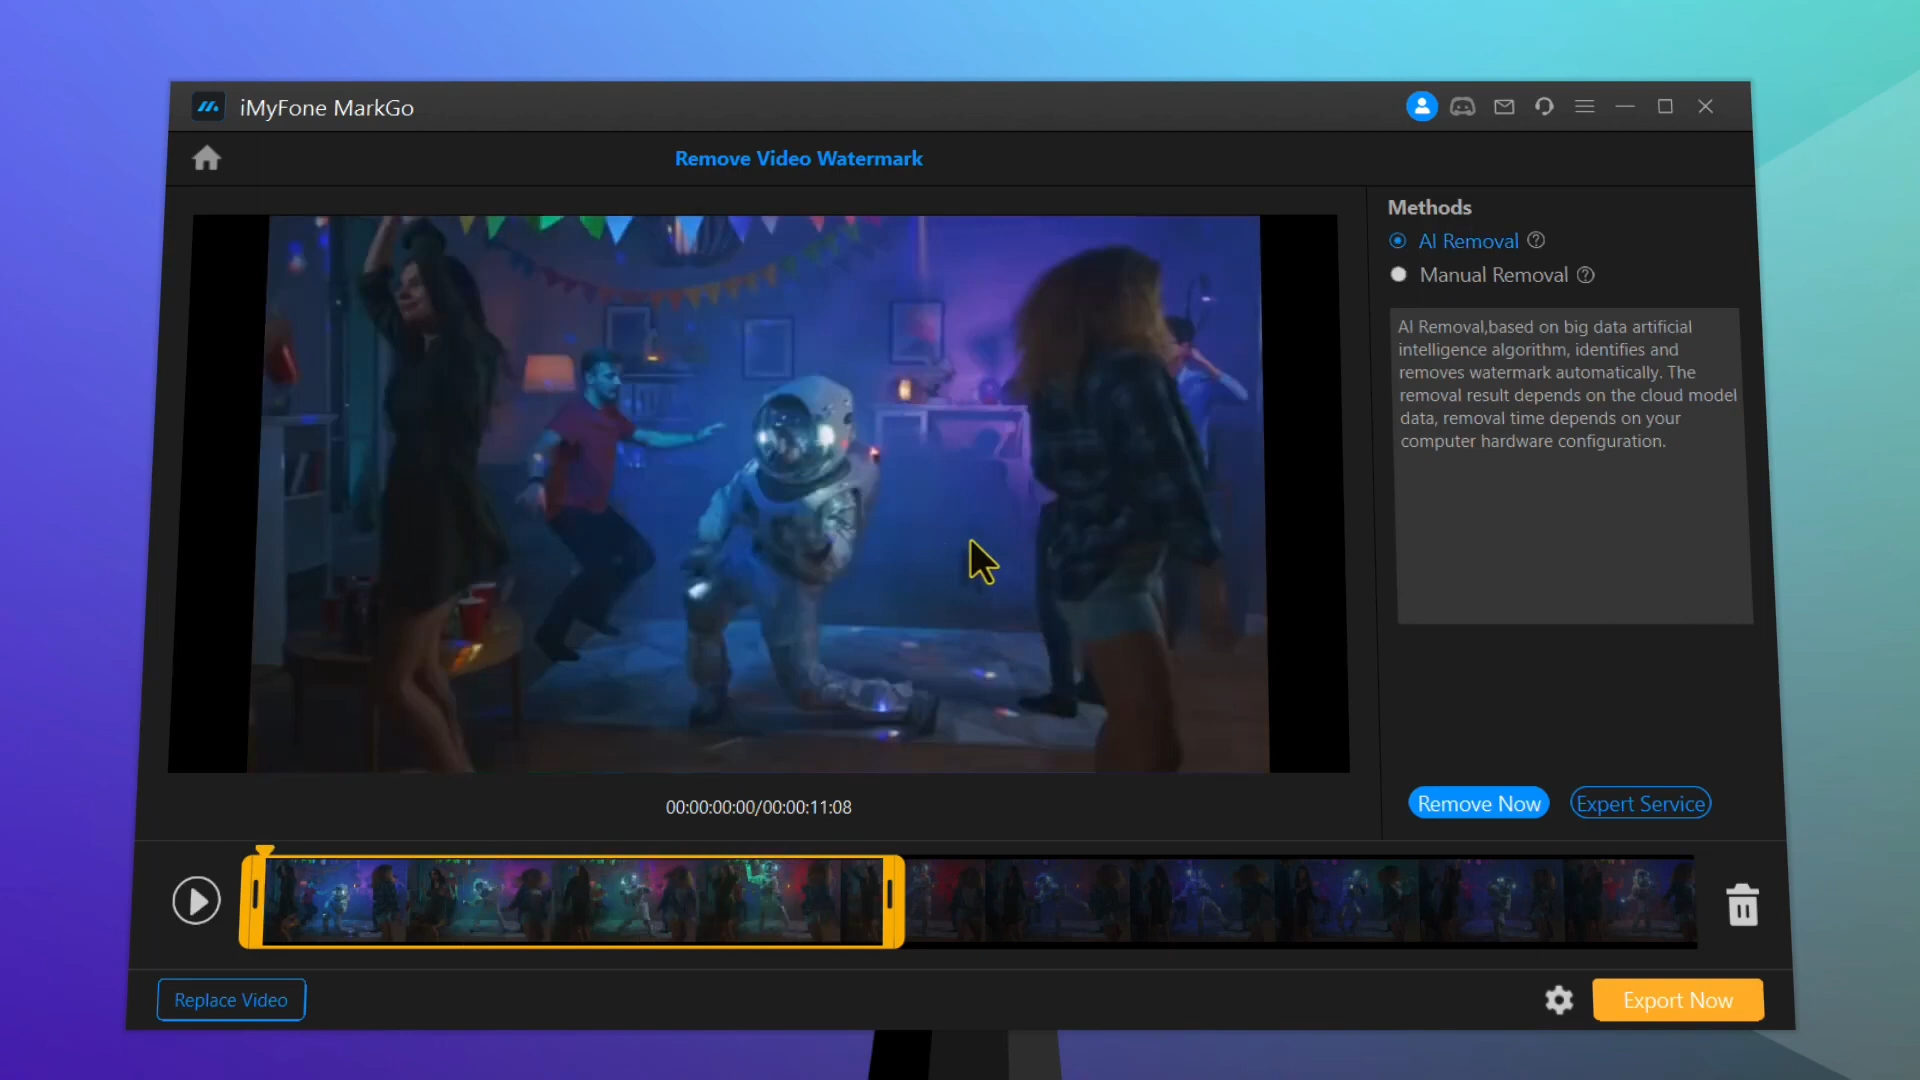 iMyFone MarkGo
Remove Video Watermark
Methods
AI Removal
Manual Removal
AI Removal,based on big data artificial
intelligence algorithm, identifies and
removes watermark automatically. The
removal result depends on the cloud model
data, removal time depends on your
computer hardware configuration.
00:00:00:00/00:00:11:08
Remove Now
Expert Service
Replace Video
Export Now